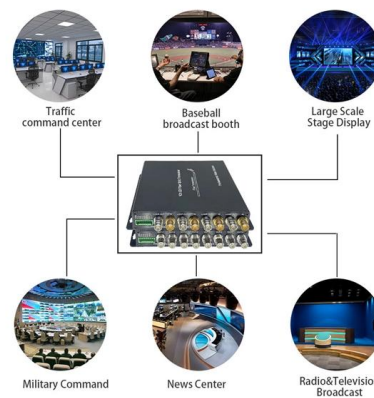 Traffic
command center
Baseball
broadcast booth
Large Scale
Stage Display
Military Command
News Center
Radio&Televisio
Broadcast